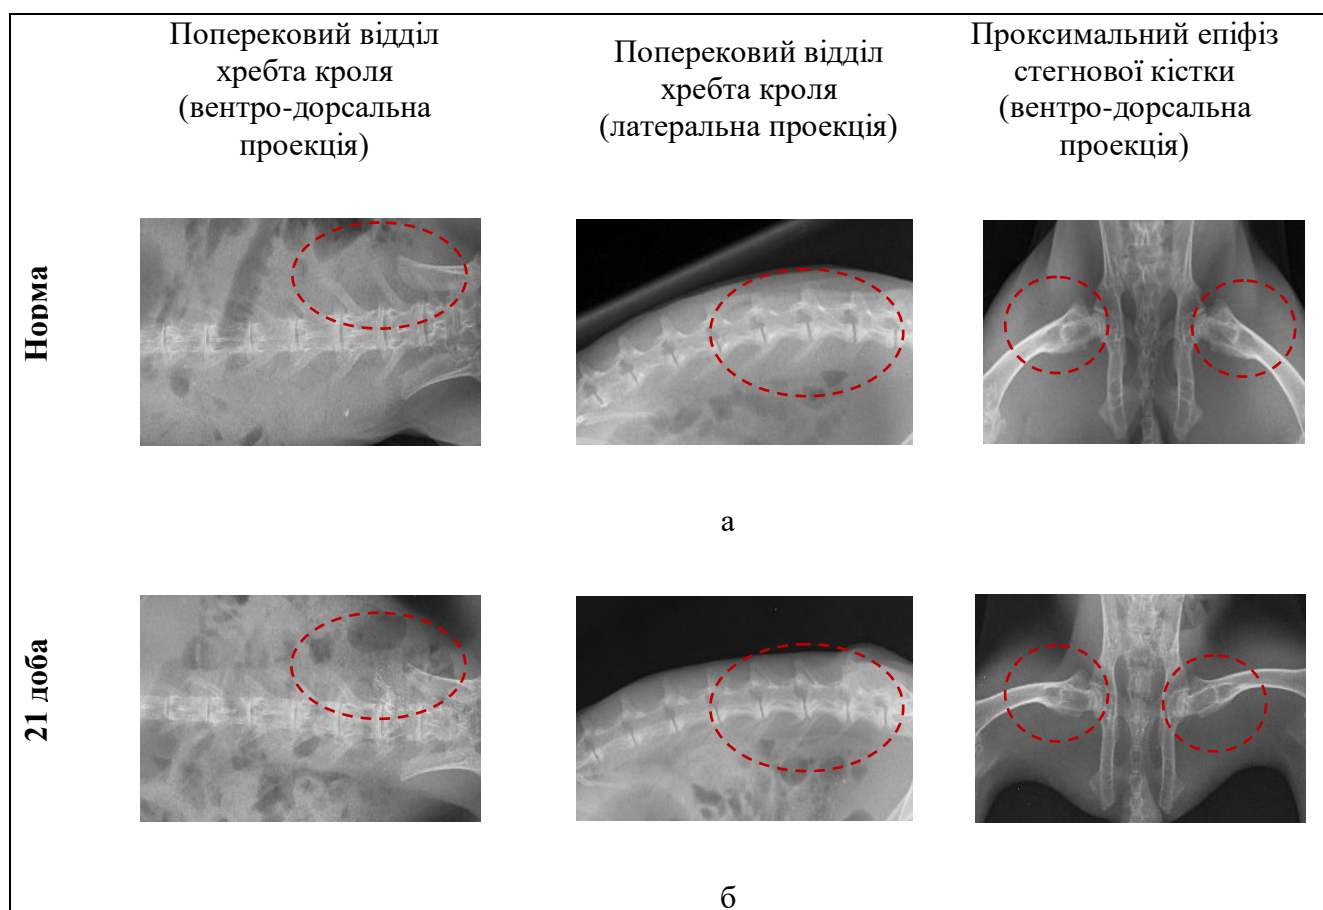 Поперековий відділ
хребта кроля
(вентро-дорсальна
проекція)
Поперековий відділ
хребта кроля
(латеральна проекція)
Проксимальний епіфіз
стегнової кістки
(вентро-дорсальна
проекція)
Норма
а
21 доба
б